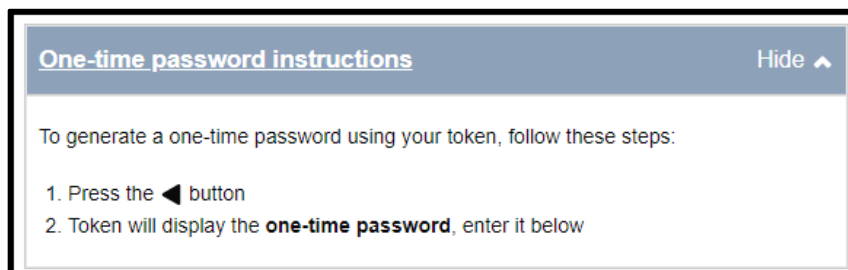 One-time password instructions Hide
To generate a one-time password using your token, follow these steps:
1. Press the ◀ button
2. Token will display the one-time password, enter it below